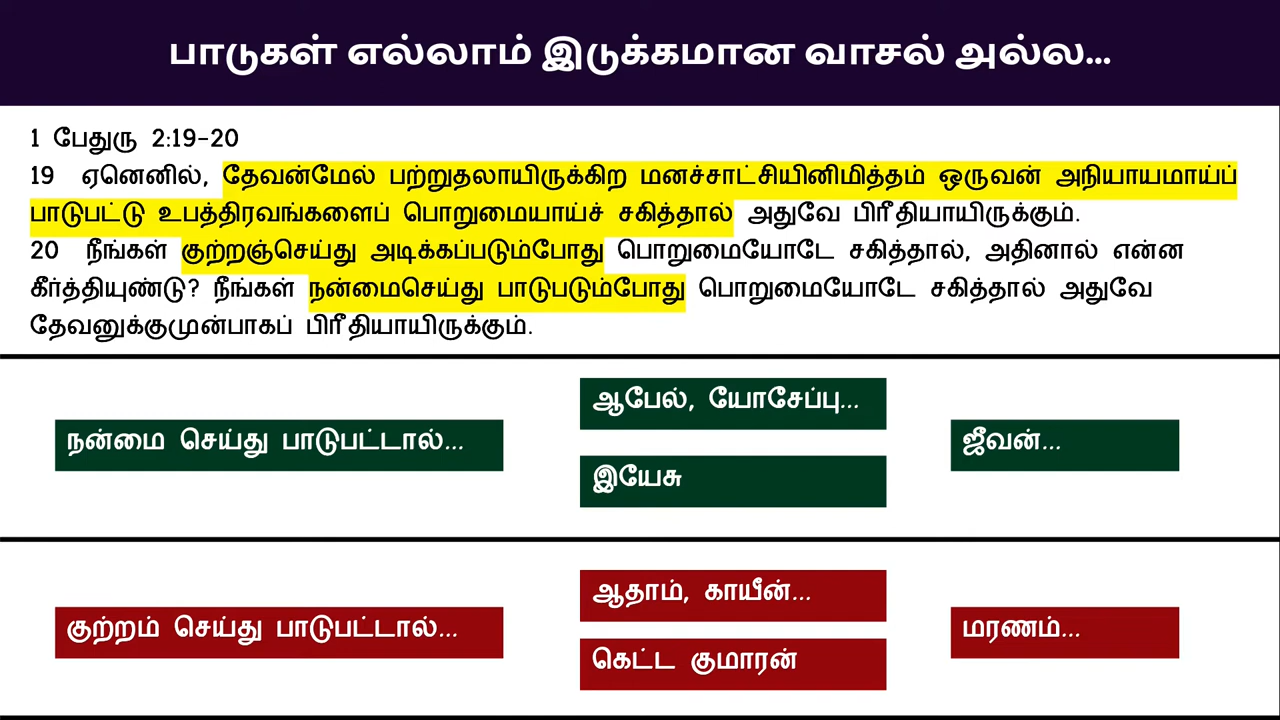 பாடுகள் எல்லாம் இடுக்கமான வாசல் அல்ல...
1 பேதுரு 2:19-20
19 ஏனெனில், தேவன்மேல் பற்றுதலாயிருக்கிற மனச்சாட்சியினிமித்தம் ஒருவன் அநியாயமாய்ப்
பாடுபட்டு உபத்திரவங்களைப் பொறுமையாய்ச் சகித்தால் அதுவே பிரீதியாயிருக்கும்.
20 நீங்கள் குற்றஞ்செய்து அடிக்கப்படும்போது பொறுமையோடே சகித்தால், அதினால் என்ன
கீர்த்தியுண்டு? நீங்கள் நன்மைசெய்து பாடுபடும்போது பொறுமையோடே சகித்தால் அதுவே
தேவனுக்குமுன்பாகப் பிரீதியாயிருக்கும்.
நன்மை செய்து பாடுபட்டால்...
ஆபேல், யோசேப்பு...
இயேசு
ஜீவன்...
குற்றம் செய்து பாடுபட்டால்...
ஆதாம், காயீன்...
கெட்ட குமாரன்
மரணம்...